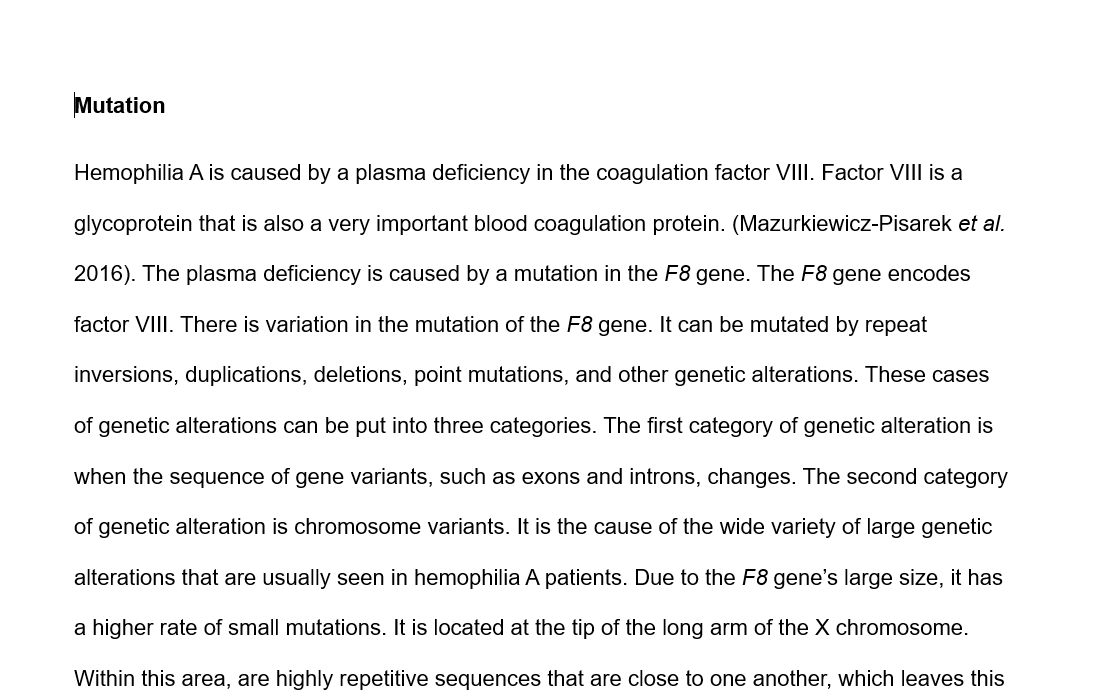 Mutation
Hemophilia A is caused by a plasma deficiency in the coagulation factor VIII. Factor VIII is a
glycoprotein that is also a very important blood coagulation protein. (Mazurkiewicz-Pisarek et al.
2016). The plasma deficiency is caused by a mutation in the F8 gene. The F8 gene encodes
factor VIII. There is variation in the mutation of the F8 gene. It can be mutated by repeat
inversions, duplications, deletions, point mutations, and other genetic alterations. These cases
of genetic alterations can be put into three categories. The first category of genetic alteration is
when the sequence of gene variants, such as exons and introns, changes. The second category
of genetic alteration is chromosome variants. It is the cause of the wide variety of large genetic
alterations that are usually seen in hemophilia A patients. Due to the F8 gene’s large size, it has
a higher rate of small mutations. It is located at the tip of the long arm of the X chromosome.
Within this area, are highly repetitive sequences that are close to one another, which leaves this